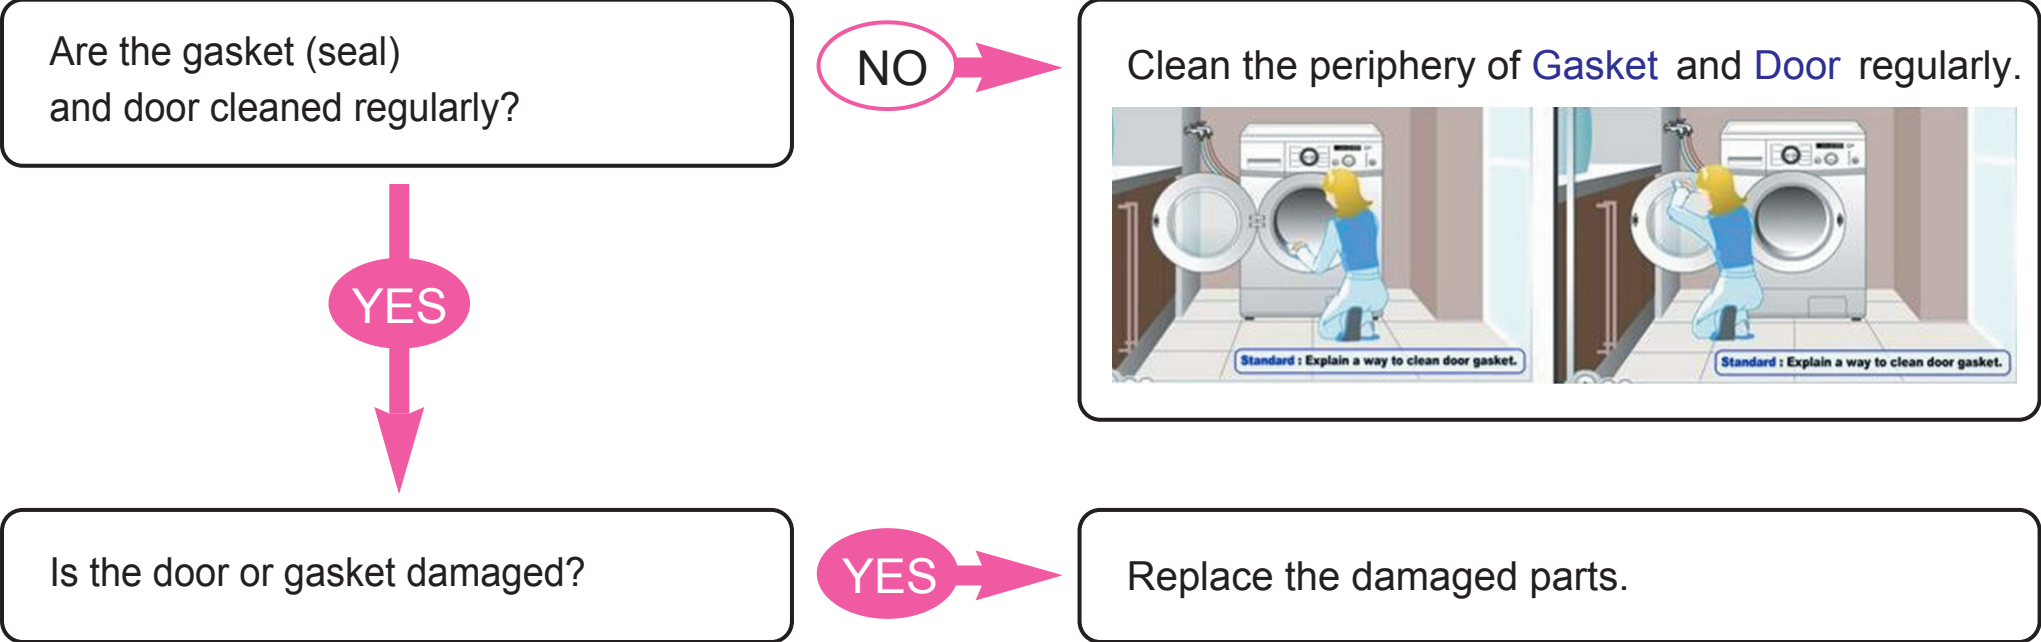 Are the gasket (seal)
and door cleaned regularly?
NO
Clean the periphery of Gasket and Door regularly.
Standard : Explain a way to clean door gasket.
Standard : Explain a way to clean door gasket.
YES
Is the door or gasket damaged?
YES
Replace the damaged parts.